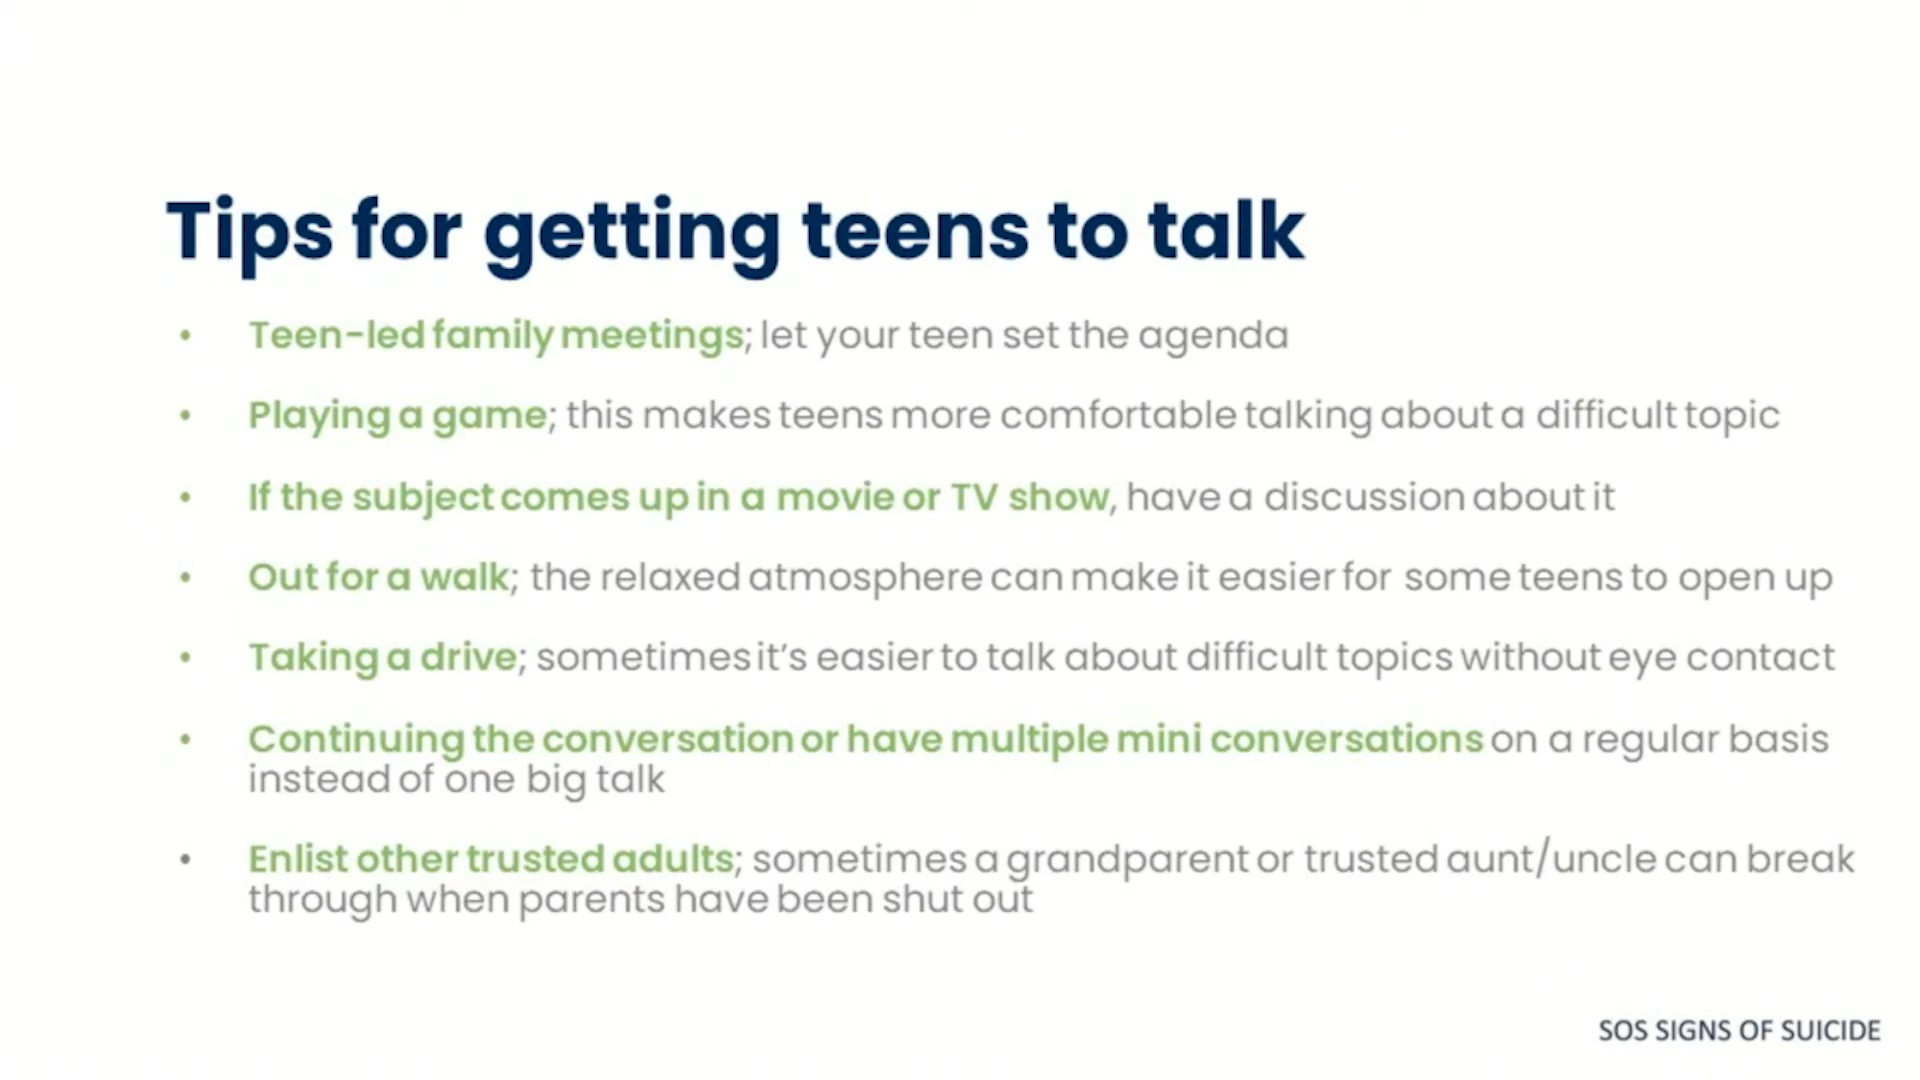 Tips for getting teens to talk
• Teen-led family meetings; let your teen set the agenda
• Playing a game; this makes teens more comfortable talking about a difficult topic
• If the subject comes up in a movie or TV show, have a discussion about it
• Out for a walk; the relaxed atmosphere can make it easier for some teens to open up
• Taking a drive; sometimes it's easier to talk about difficult topics without eye contact
• Continuing the conversation or have multiple mini conversations on a regular basis
instead of one big talk
• Enlist other trusted adults; sometimes a grandparent or trusted aunt/uncle can break
through when parents have been shut out
SOS SIGNS OF SUICIDE